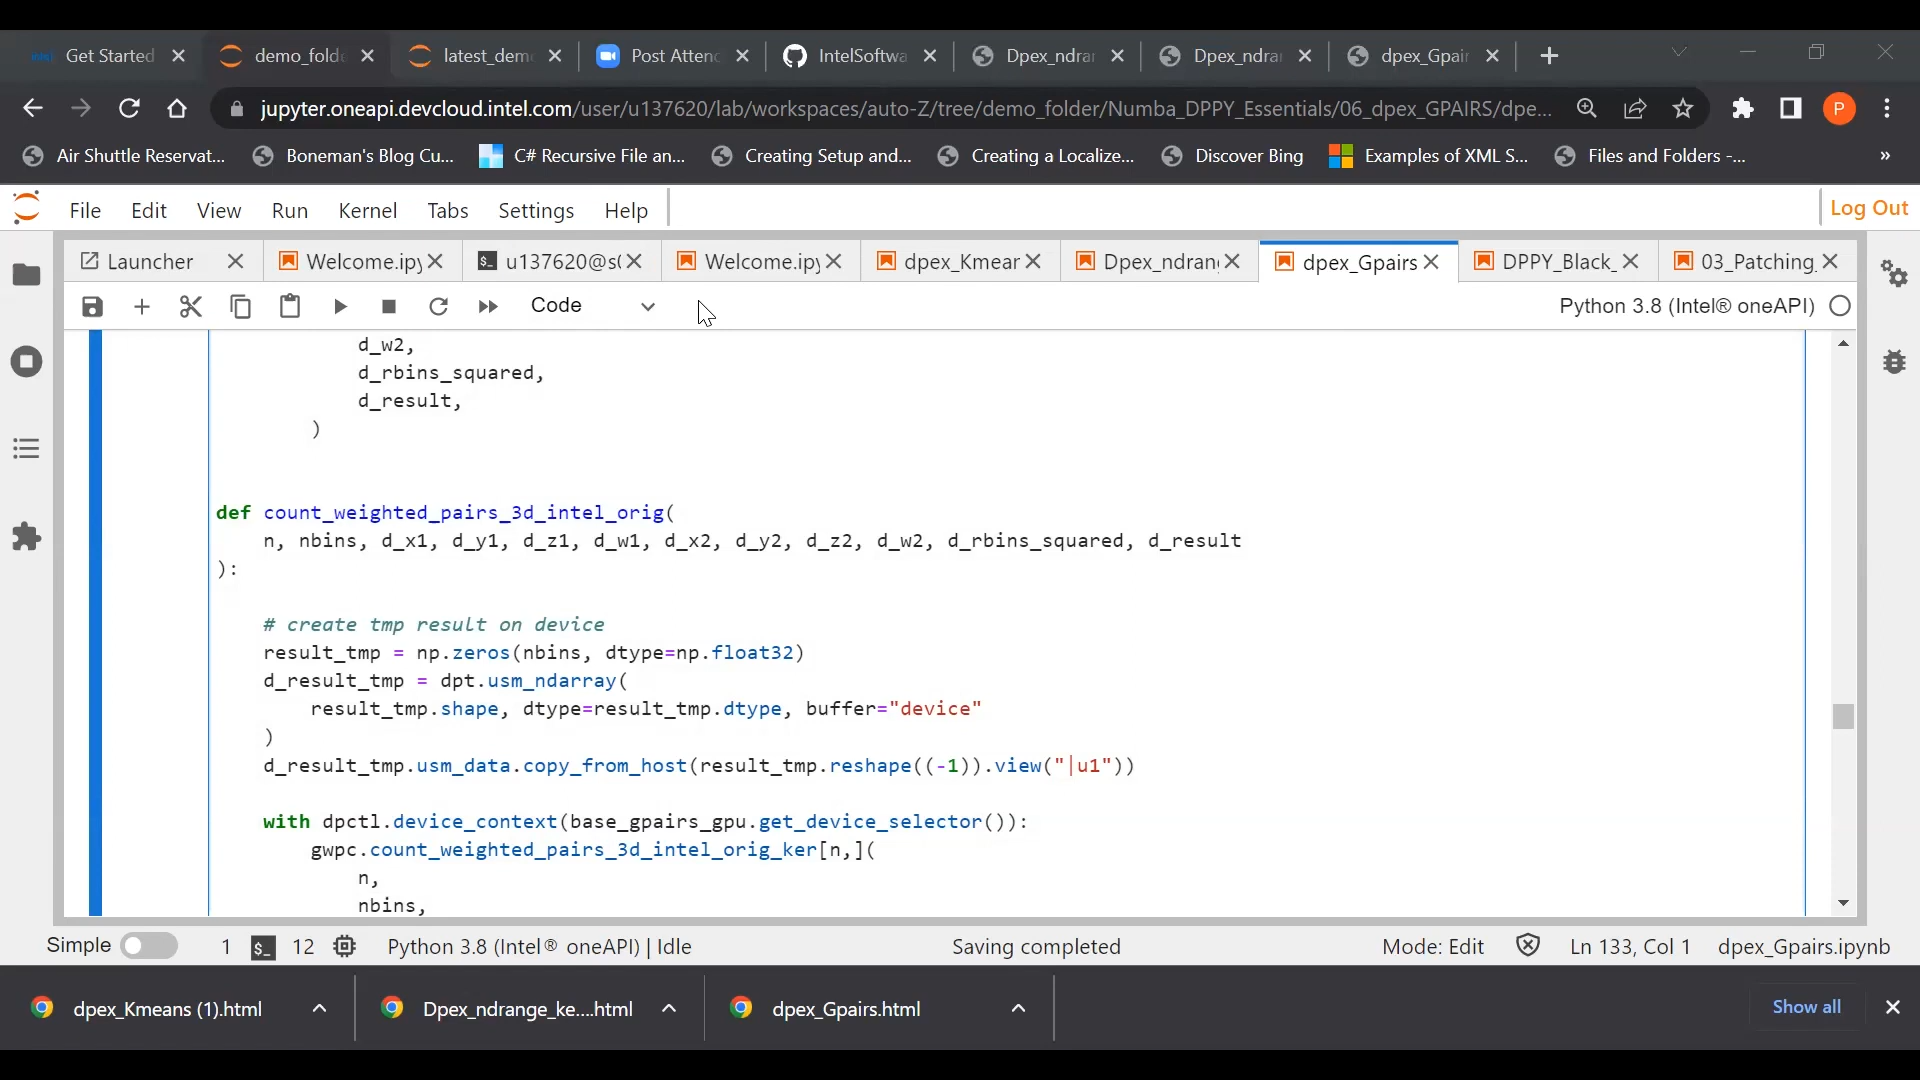 Get Started
demo_folde
latest_demo
Post Attend
IntelSoftwa
Dpex_ndran
Dpex_ndran
dpex_Gpair
jupyter.oneapi.devcloud.intel.com/user/u137620/lab/workspaces/auto-Z/tree/demo_folder/Numba_DPPY_Essentials/06_dpex_GPAIRS/dpe...
P
Air Shuttle Reservat...
Boneman's Blog Cu...
C# Recursive File an...
Creating Setup and...
Creating a Localize...
Discover Bing
Examples of XML S...
Files and Folders -...
»
File Edit View Run Kernel Tabs Settings Help
Log Out
Launcher
Welcome.ipy
u137620@s(
Welcome.ipy
dpex_Kmear
Dpex_ndran
dpex_Gpairs
DPPY_Black_
03_Patching_
Code
Python 3.8 (Intel® oneAPI)
d_w2,
d_rbins_squared,
d_result,
)
def count_weighted_pairs_3d_intel_orig(
n, nbins, d_x1, d_y1, d_z1, d_w1, d_x2, d_y2, d_z2, d_w2, d_rbins_squared, d_result
):
# create tmp result on device
result_tmp = np.zeros(nbins, dtype=np.float32)
d_result_tmp = dpt.usm_ndarray(
result_tmp.shape, dtype=result_tmp.dtype, buffer="device"
)
d_result_tmp.usm_data.copy_from_host(result_tmp.reshape((-1)).view("|u1"))
with dpctl.device_context(base_gpairs_gpu.get_device_selector()):
gwpc.count_weighted_pairs_3d_intel_orig_ker[n,](
n,
nbins,
Simple 1 $_ 12 Python 3.8 (Intel® oneAPI) | Idle Saving completed Mode: Edit Ln 133, Col 1 dpex_Gpairs.ipynb
dpex_Kmeans (1).html
Dpex_ndrange_ke....html
dpex_Gpairs.html
Show all